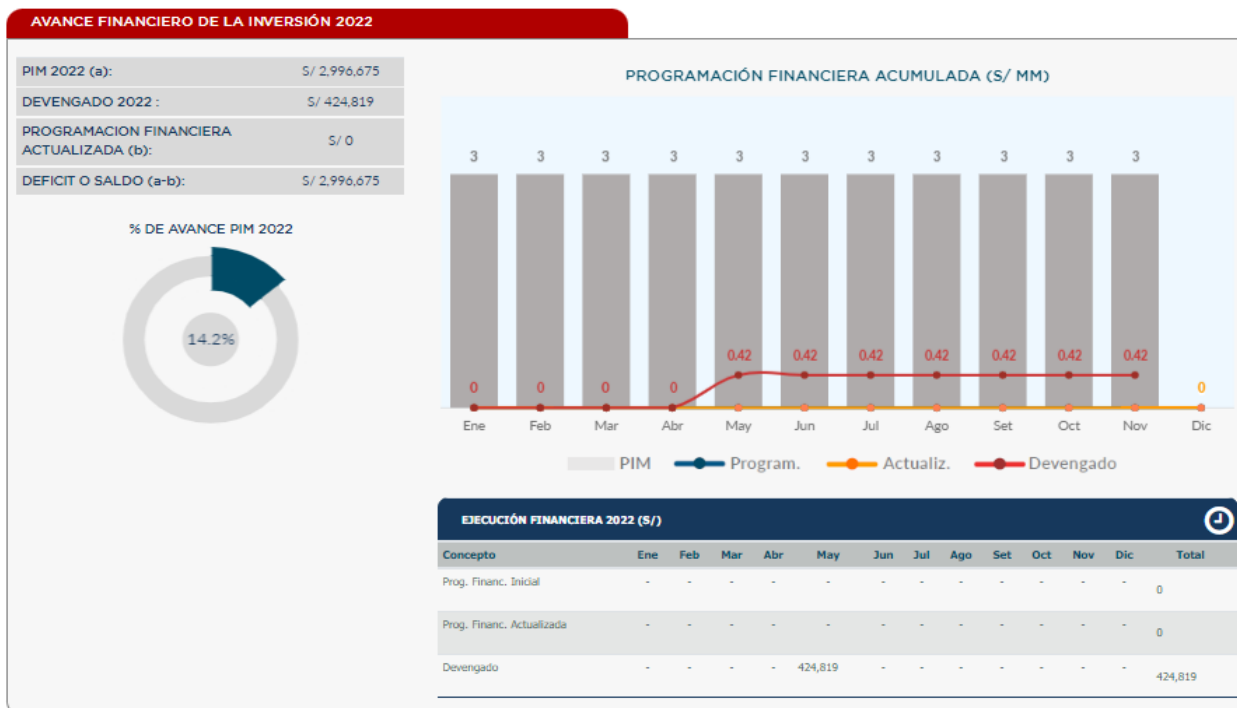 AVANCE FINANCIERO DE LA INVERSIÓN 2022
PIM 2022 (a): S/ 2,996,675
DEVENGADO 2022 : S/ 424,819
PROGRAMACION FINANCIERA
ACTUALIZADA (b): S/ 0
DEFICIT O SALDO (a-b): S/ 2,996,675
% DE AVANCE PIM 2022
14.2%
PROGRAMACIÓN FINANCIERA ACUMULADA (S/ MM)
3 3 3 3 3 3 3 3 3 3 3
0 0 0 0 0.42 0.42 0.42 0.42 0.42 0.42 0.42 0
Ene Feb Mar Abr May Jun Jul Ago Set Oct Nov Dic
PIM Program. Actualiz. Devengado
EJECUCIÓN FINANCIERA 2022 (S/)
Concepto Ene Feb Mar Abr May Jun Jul Ago Set Oct Nov Dic Total
Prog. Financ. Inicial - - - - - - - - - - - - 0
Prog. Financ. Actualizada - - - - - - - - - - - - 0
Devengado - - - - 424,819 - - - - - - - 424,819